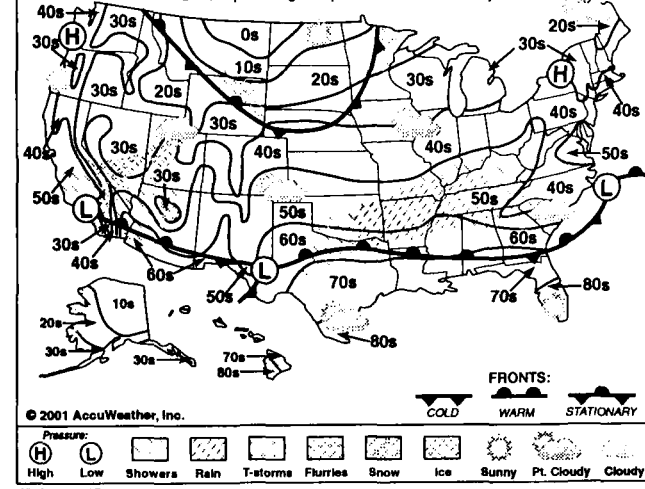 40s 30s 20s
H 30s 0s 30s
10s H
30s 20s 20s 30s
40s 40s
30s
40s 30s 40s 40s
30s 50s
50s 50s 40s
L 50s L
30s 60s 60s
40s 60s L
50s 70s 70s 80s
10s
20s
30s 30s 70s 80s
80s
FRONTS:
COLD WARM STATIONARY
© 2001 AccuWeather, Inc.
Pressure:
H L
High Low Showers Rain T-storms Flurries Snow Ice Sunny Pt. Cloudy Cloudy